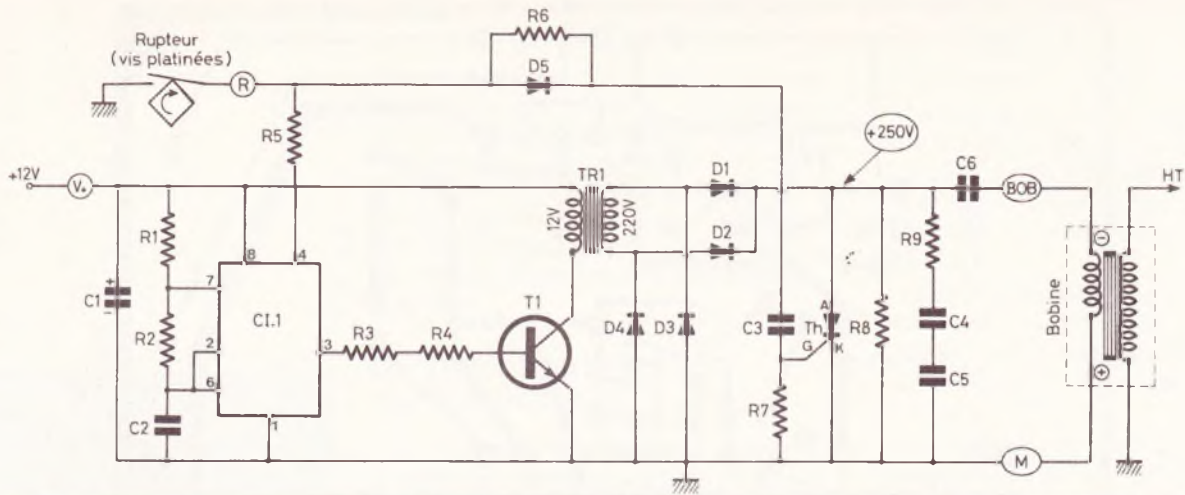 Rupteur
(vis platinées)
R
R6
D5
R5
+250V
+12V
V+
TR1
12V
220V
D1
D2
C6
BOB
HT
R1
8
4
7
C1
+
-
R2
CI.1
2
6
3
R3
R4
T1
D4
D3
C3
A
Th
G
K
R8
R9
C4
C5
R7
C2
1
Bobine
-
+
M